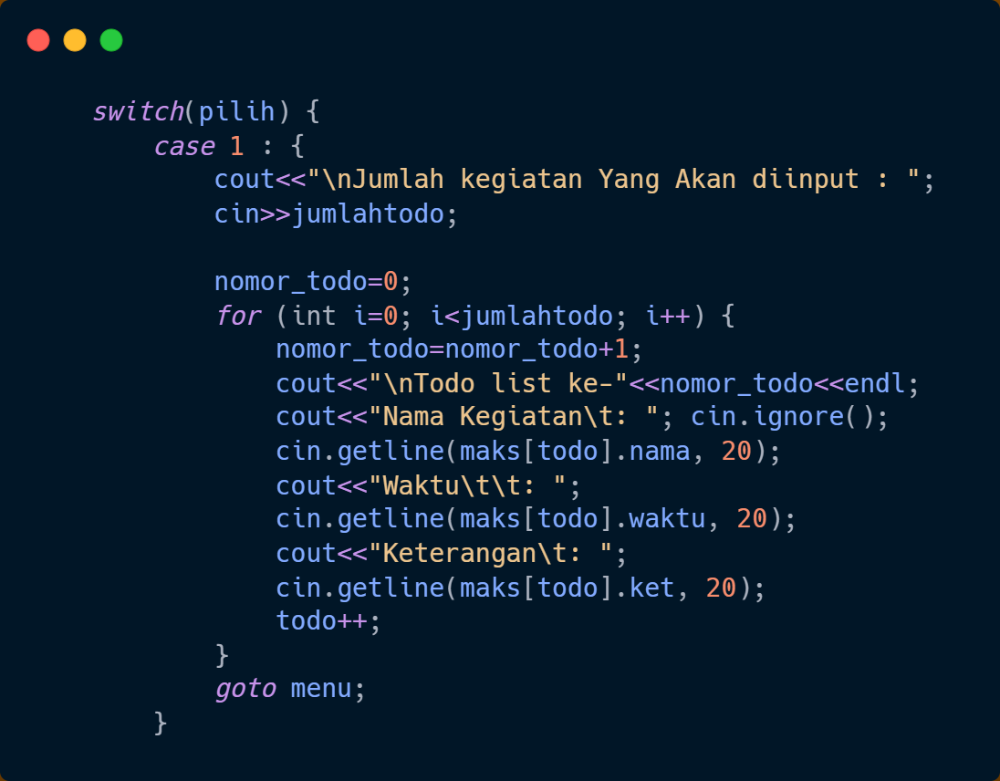 switch(pilih) {
    case 1 : {
        cout<<"\nJumlah kegiatan Yang Akan diinput : ";
        cin>>jumlahtodo;

        nomor_todo=0;
        for (int i=0; i<jumlahtodo; i++) {
            nomor_todo=nomor_todo+1;
            cout<<"\nTodo list ke-"<<nomor_todo<<endl;
            cout<<"Nama Kegiatan\t: "; cin.ignore();
            cin.getline(maks[todo].nama, 20);
            cout<<"Waktu\t\t: ";
            cin.getline(maks[todo].waktu, 20);
            cout<<"Keterangan\t: ";
            cin.getline(maks[todo].ket, 20);
            todo++;
        }
        goto menu;
    }